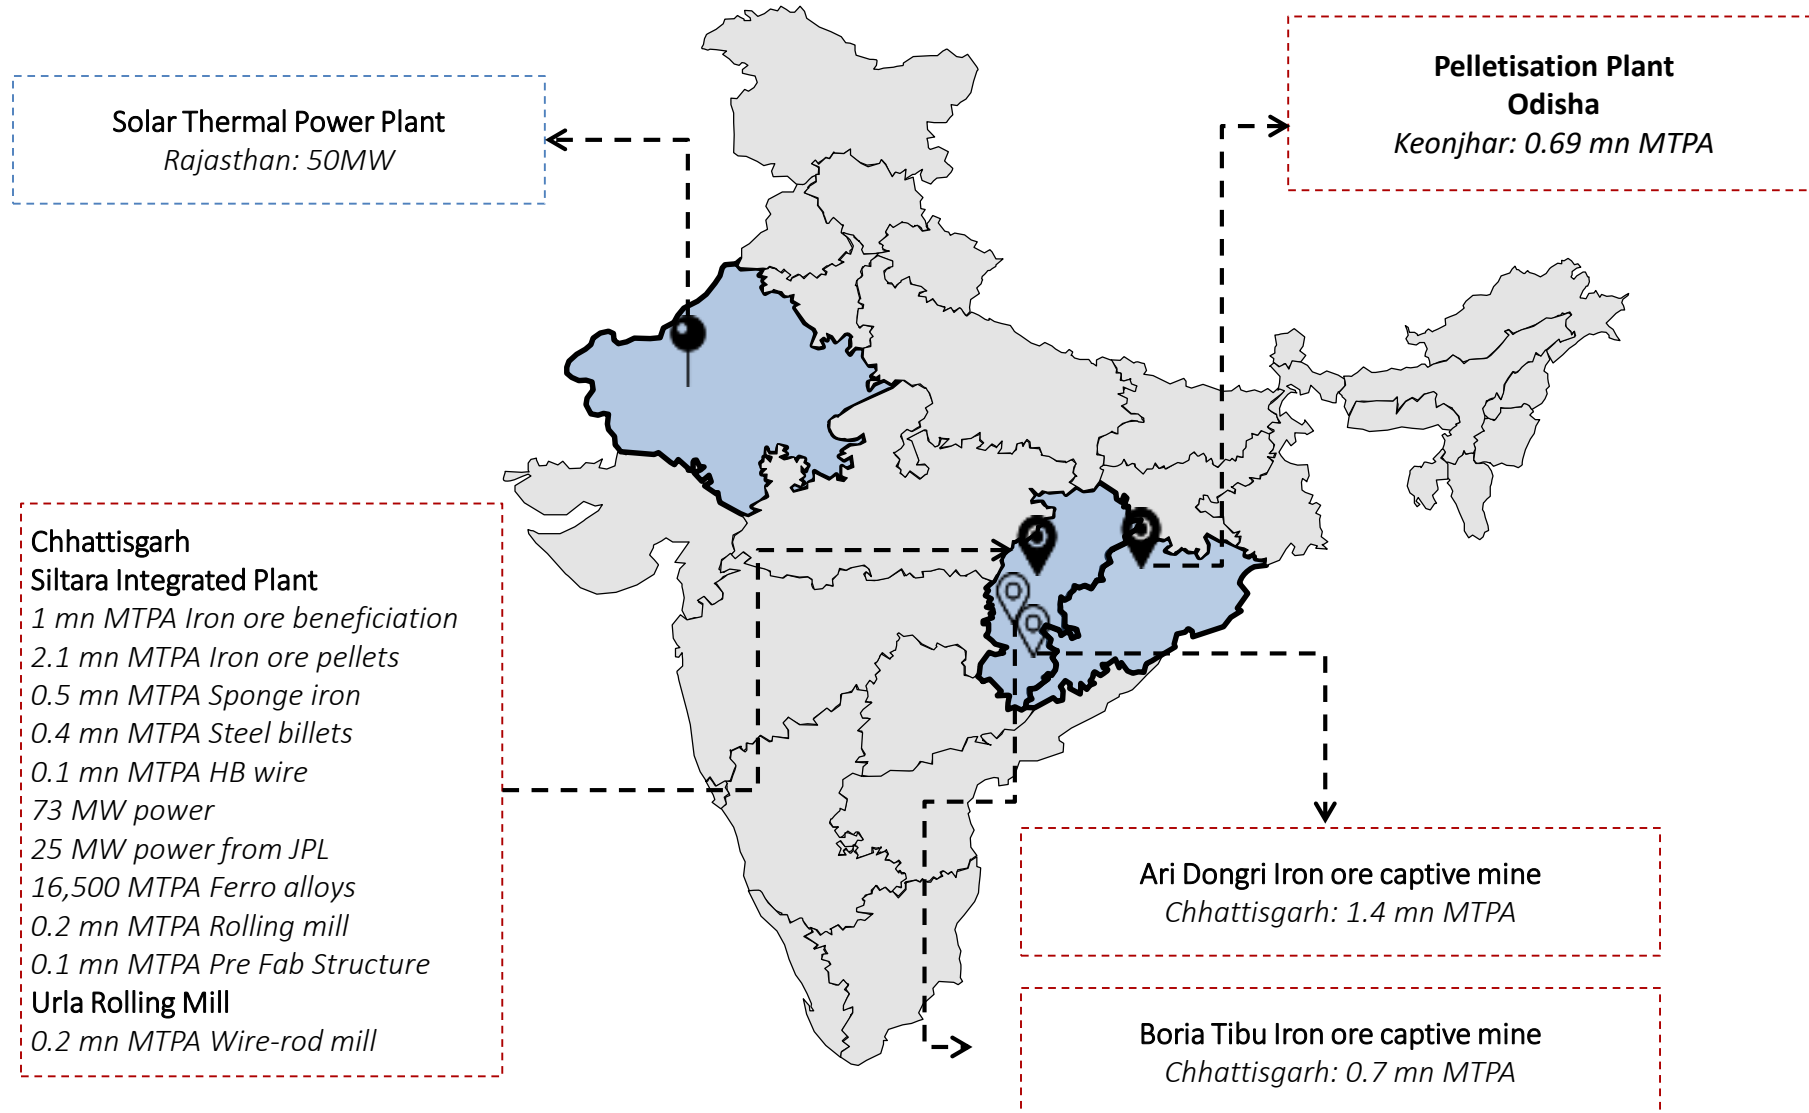 Solar Thermal Power Plant
Rajasthan: 50MW
Pelletisation Plant
Odisha
Keonjhar: 0.69 mn MTPA
Chhattisgarh
Siltara Integrated Plant
1 mn MTPA Iron ore beneficiation
2.1 mn MTPA Iron ore pellets
0.5 mn MTPA Sponge iron
0.4 mn MTPA Steel billets
0.1 mn MTPA HB wire
73 MW power
25 MW power from JPL
16,500 MTPA Ferro alloys
0.2 mn MTPA Rolling mill
0.1 mn MTPA Pre Fab Structure
Urla Rolling Mill
0.2 mn MTPA Wire-rod mill
Ari Dongri Iron ore captive mine
Chhattisgarh: 1.4 mn MTPA
Boria Tibu Iron ore captive mine
Chhattisgarh: 0.7 mn MTPA